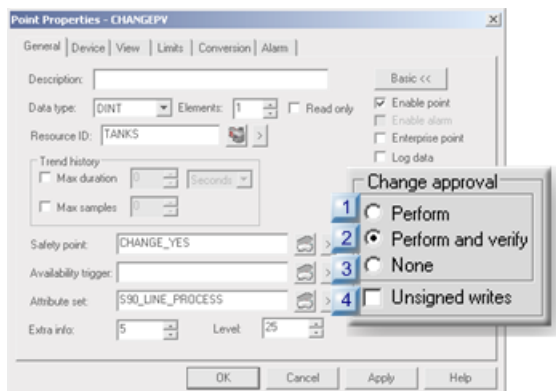 Point Properties - CHANGEPV
General Device View Limits Conversion Alarm
Description: Basic <<
Data type: DINT Elements: 1 Read only Enable point
Enable alarm
Resource ID: TANKS > Enterprise point
Trend history Log data
Max duration 0 Seconds
Max samples 0
Change approval
1 Perform
2 Perform and verify
3 None
4 Unsigned writes
Safety point: CHANGE_YES
Availability trigger:
Attribute set: S90_LINE_PROCESS
Extra info: 5 Level: 25
OK Cancel Apply Help